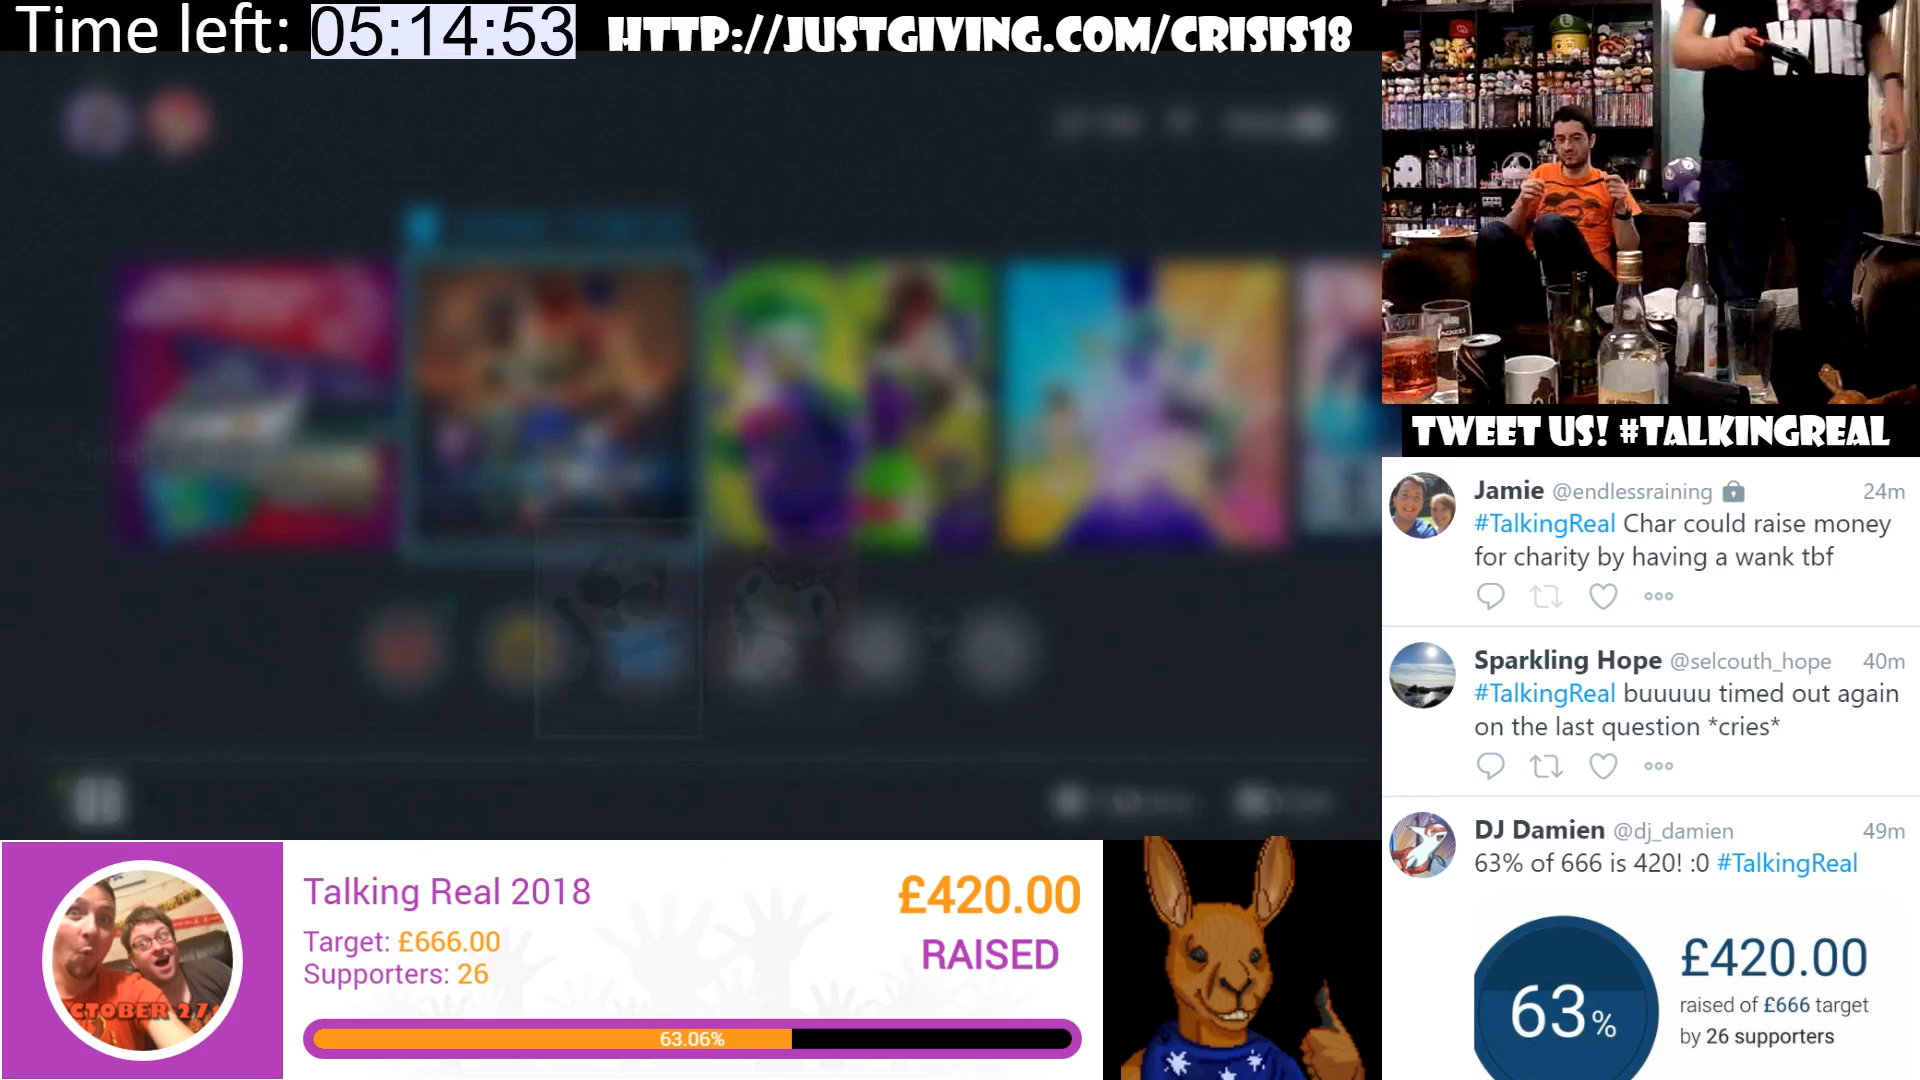 Time left: 05:14:53
HTTP://JUSTGIVING.COM/CRISIS18
TWEET US! #TALKINGREAL
Jamie @endlessraining 24m
#TalkingReal Char could raise money
for charity by having a wank tbf
Sparkling Hope @selcouth_hope 40m
#TalkingReal buuuuu timed out again
on the last question *cries*
DJ Damien @dj_damien 49m
63% of 666 is 420! :0 #TalkingReal
63%
£420.00
raised of £666 target
by 26 supporters
Talking Real 2018
Target: £666.00
Supporters: 26
£420.00
RAISED
63.06%
CTOBER 27